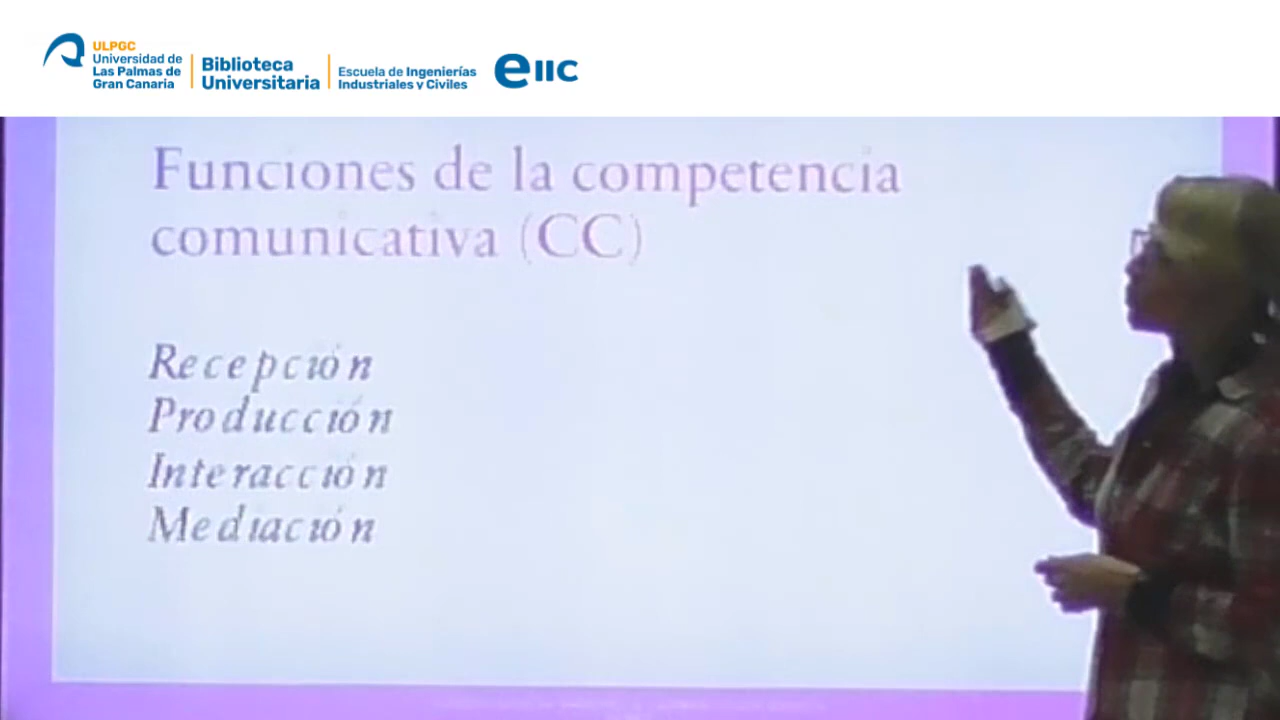 ULPGC
Universidad de
Las Palmas de
Gran Canaria
Biblioteca
Universitaria
Escuela de Ingenierías
Industriales y Civiles
eiic
Funciones de la competencia
comunicativa (CC)
Recepción
Producción
Interacción
Mediación